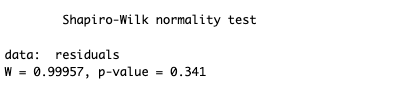 Shapiro-Wilk normality test
data:  residuals
W = 0.99957, p-value = 0.341